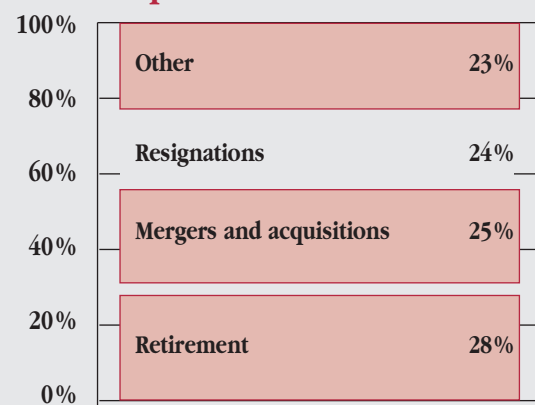 100%
Other 23%
80%
Resignations 24%
60%
Mergers and acquisitions 25%
40%
20%
Retirement 28%
0%